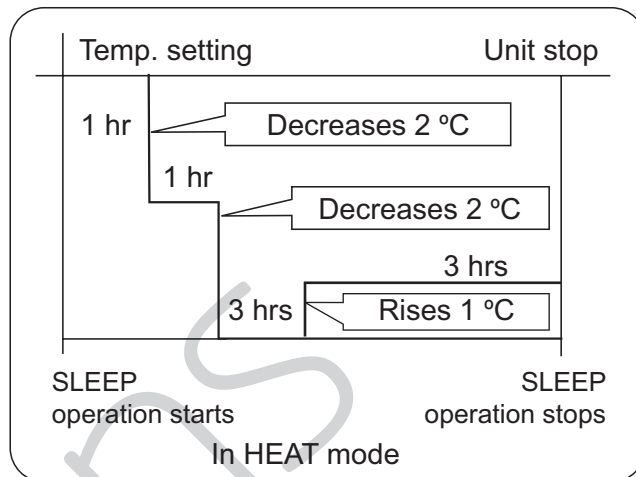 Temp. setting Unit stop
1 hr Decreases 2 ºC
1 hr
Decreases 2 ºC
3 hrs
3 hrs Rises 1 ºC
SLEEP SLEEP
operation starts operation stops
In HEAT mode